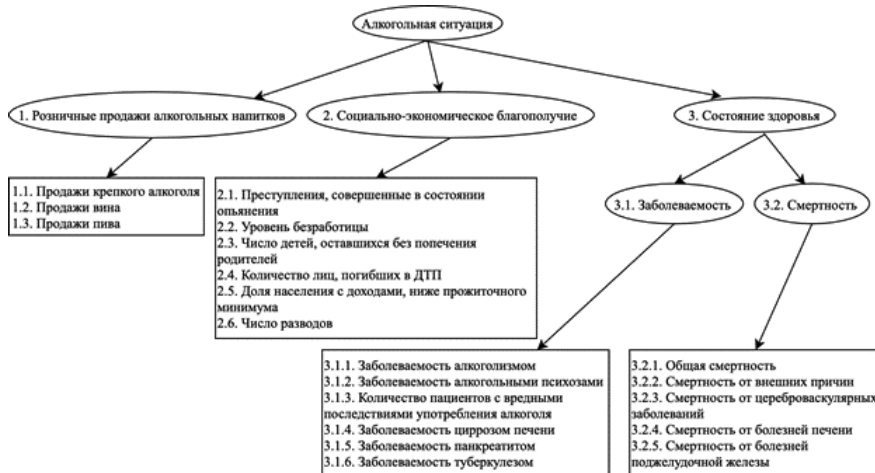 Алкогольная ситуация
1. Розничные продажи алкогольных напитков
2. Социально-экономическое благополучие
3. Состояние здоровья
1.1. Продажи крепкого алкоголя
1.2. Продажи вина
1.3. Продажи пива
2.1. Преступления, совершенные в состоянии
опьянения
2.2. Уровень безработицы
2.3. Число детей, оставшихся без попечения
родителей
2.4. Количество лиц, погибших в ДТП
2.5. Доля населения с доходами, ниже прожиточного
минимума
2.6. Число разводов
3.1. Заболеваемость
3.2. Смертность
3.1.1. Заболеваемость алкоголизмом
3.1.2. Заболеваемость алкогольными психозами
3.1.3. Количество пациентов с вредными
последствиями употребления алкоголя
3.1.4. Заболеваемость циррозом печени
3.1.5. Заболеваемость панкреатитом
3.1.6. Заболеваемость туберкулезом
3.2.1. Общая смертность
3.2.2. Смертность от внешних причин
3.2.3. Смертность от цереброваскулярных
заболеваний
3.2.4. Смертность от болезней печени
3.2.5. Смертность от болезней
поджелудочной железы